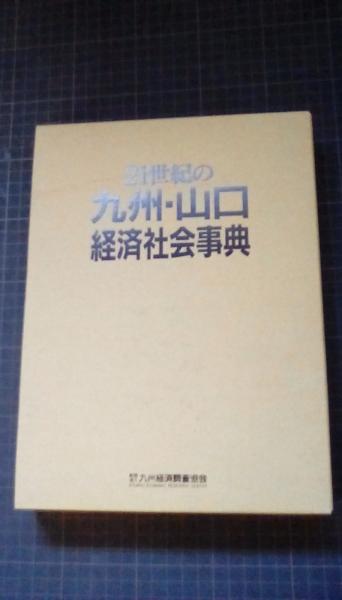 21世紀の
九州・山口
経済社会事典
九州経済調査協会